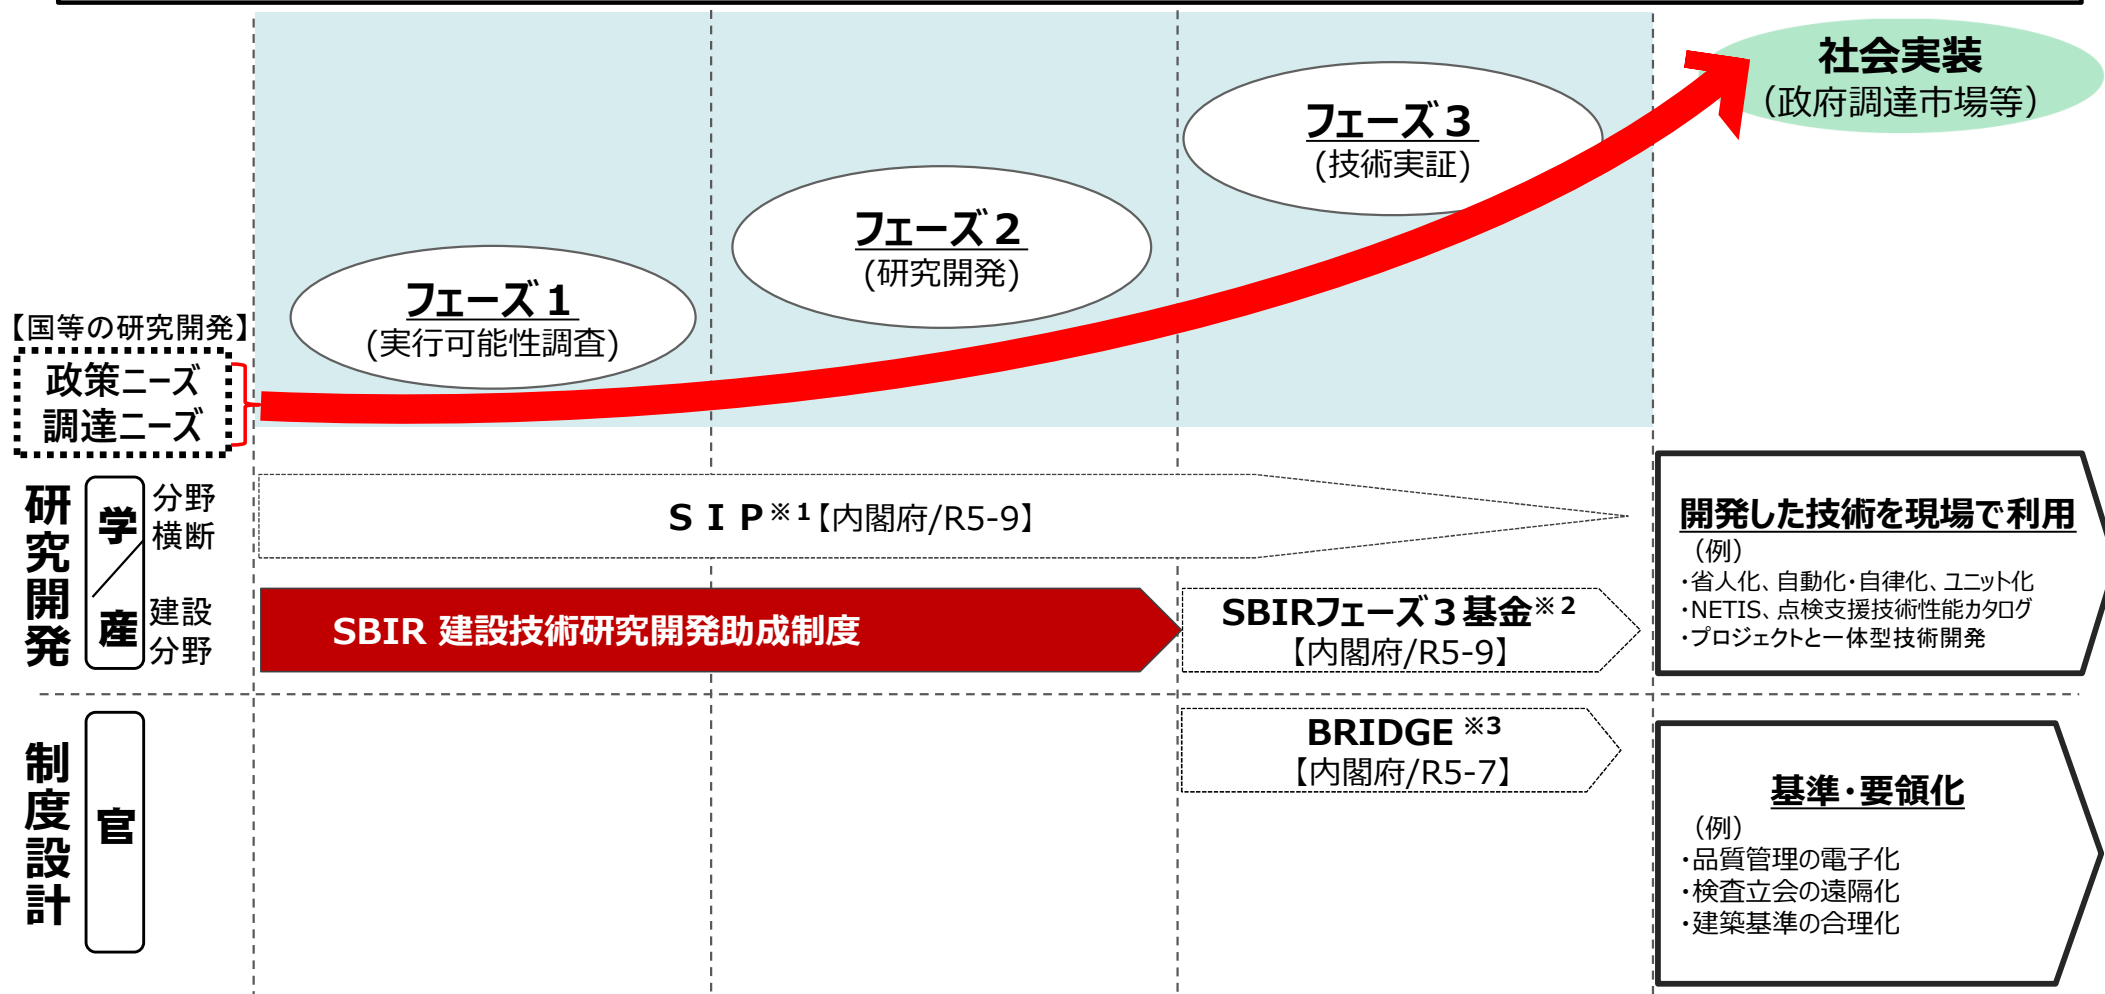 社会実装
（政府調達市場等）
フェーズ３
(技術実証)
フェーズ２
(研究開発)
フェーズ１
(実行可能性調査)
【国等の研究開発】
政策ニーズ
調達ニーズ
研究開発
学／産
分野
横断
建設
分野
ＳＩＰ※1【内閣府/R5-9】
SBIR 建設技術研究開発助成制度
SBIRフェーズ３基金※2
【内閣府/R5-9】
開発した技術を現場で利用
（例）
・省人化、自動化・自律化、ユニット化
・NETIS、点検支援技術性能カタログ
・プロジェクトと一体型技術開発
制度設計
官
BRIDGE ※3
【内閣府/R5-7】
基準・要領化
（例）
・品質管理の電子化
・検査立会の遠隔化
・建築基準の合理化